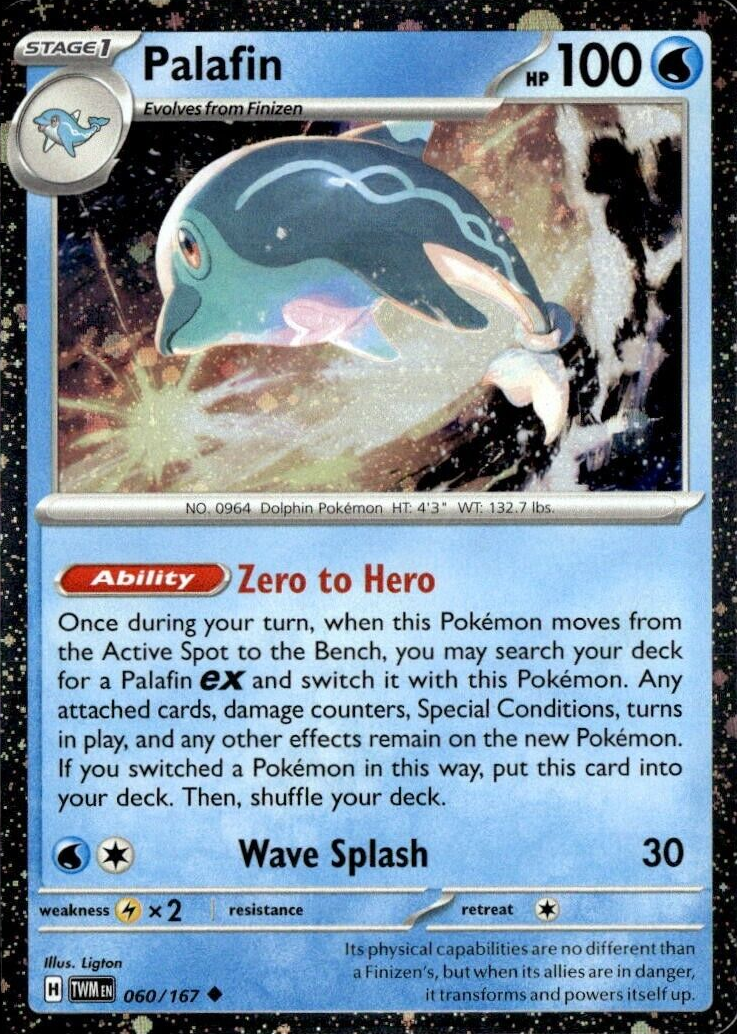 STAGE 1
Palafin
HP 100
Evolves from Finizen
NO. 0964 Dolphin Pokémon HT: 4'3" WT: 132.7 lbs.
Ability Zero to Hero
Once during your turn, when this Pokémon moves from
the Active Spot to the Bench, you may search your deck
for a Palafin ex and switch it with this Pokémon. Any
attached cards, damage counters, Special Conditions, turns
in play, and any other effects remain on the new Pokémon.
If you switched a Pokémon in this way, put this card into
your deck. Then, shuffle your deck.
Wave Splash 30
weakness ×2 resistance retreat
Illus. Ligton
H TWM EN 060/167
Its physical capabilities are no different than
a Finizen's, but when its allies are in danger,
it transforms and powers itself up.